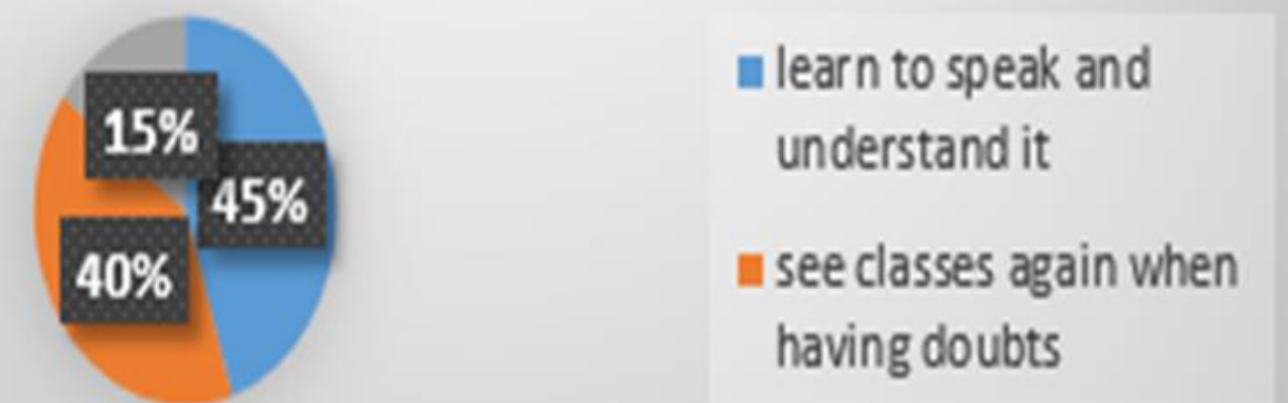 15%
45%
40%
learn to speak and
understand it
see classes again when
having doubts